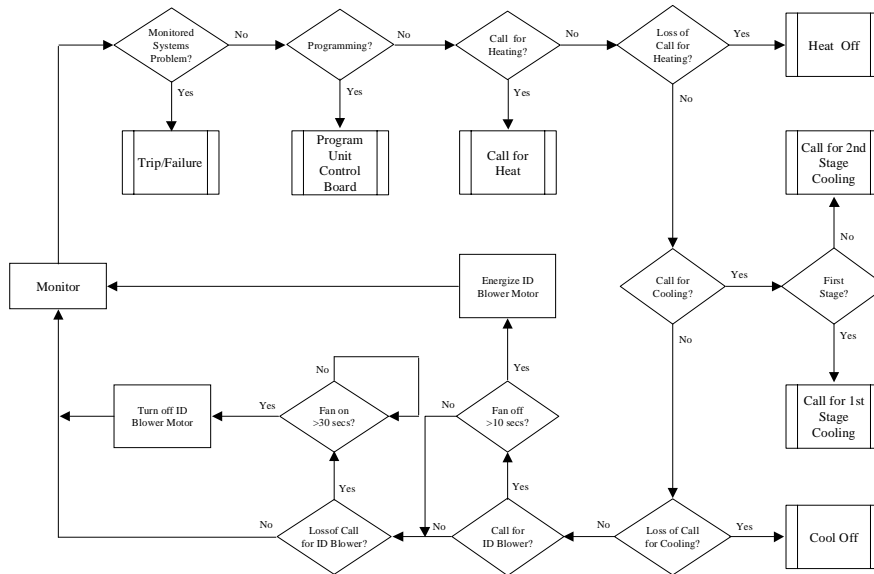 Monitored
Systems
Problem?
No
Programming?
No
Call for
Heating?
No
Loss of
Call for
Heating?
Yes
Heat Off
Yes
Yes
Yes
No
Trip/Failure
Program
Unit
Control
Board
Call for
Heat
Call for 2nd
Stage
Cooling
No
Monitor
Energize ID
Blower Motor
Call for
Cooling?
Yes
First
Stage?
No
Yes
No
Yes
Turn off ID
Blower Motor
Yes
Fan on
>30 secs?
No
Fan off
>10 secs?
Call for 1st
Stage
Cooling
Yes
Yes
No
Lossof Call
for ID Blower?
No
Call for
ID Blower?
No
Loss of Call
for Cooling?
Yes
Cool Off